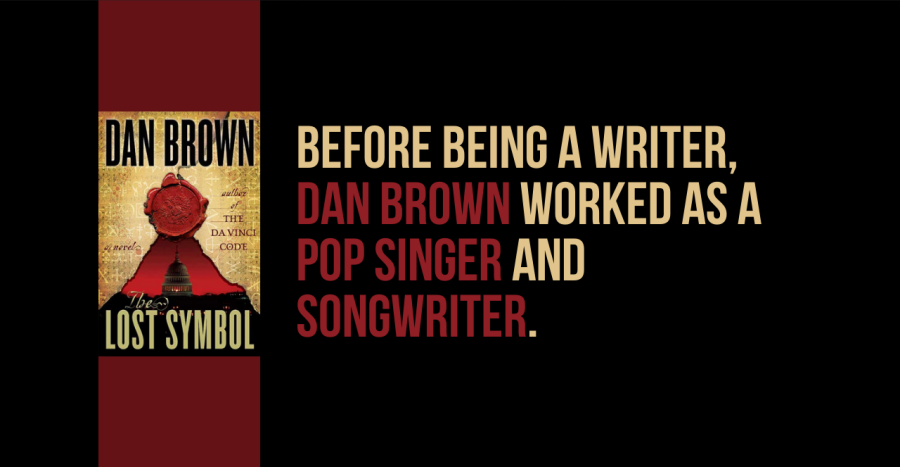 DAN BROWN
author
of
THE
DA VINCI
CODE
a novel
The
LOST SYMBOL
BEFORE BEING A WRITER,
DAN BROWN WORKED AS A
POP SINGER AND
SONGWRITER.